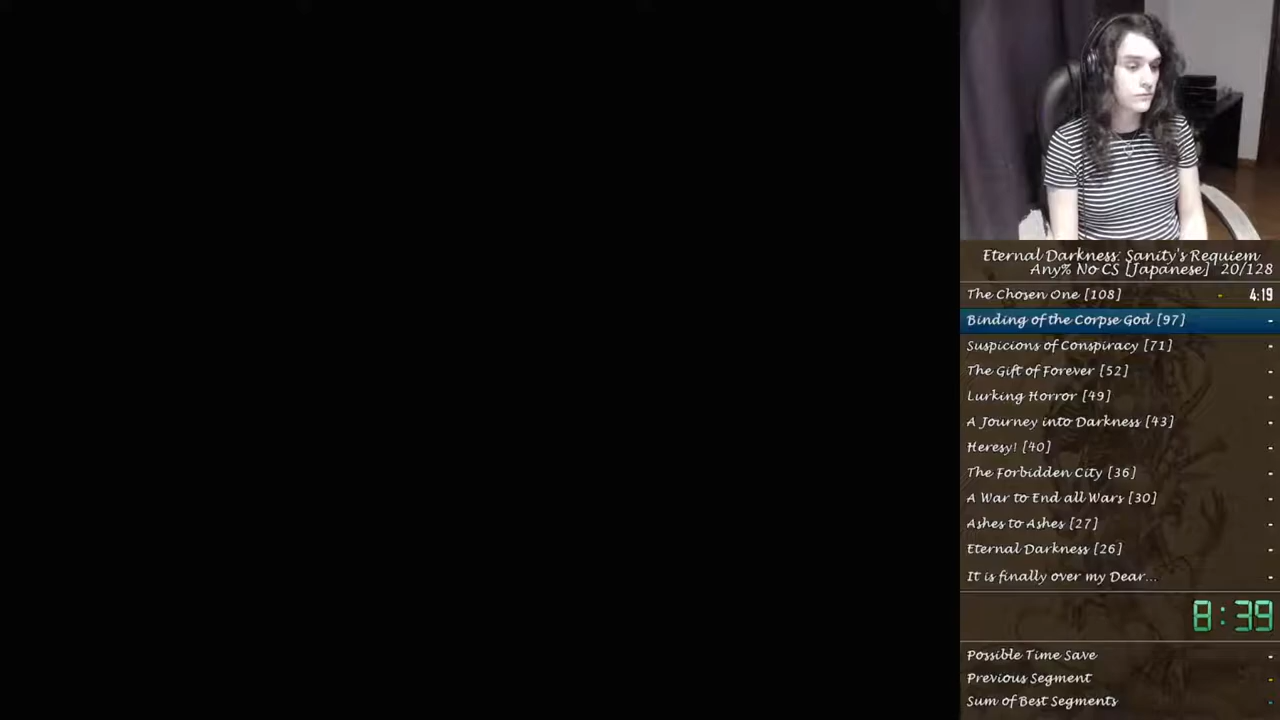 Eternal Darkness: Sanity's Requiem
Any% No CS [Japanese] 20/128
The Chosen One [108] - 4:19
Binding of the Corpse God [97] -
Suspicions of Conspiracy [71] -
The Gift of Forever [52] -
Lurking Horror [49] -
A Journey into Darkness [43] -
Heresy! [40] -
The Forbidden City [36] -
A War to End all Wars [30] -
Ashes to Ashes [27] -
Eternal Darkness [26] -
It is finally over my Dear... -
8:39
Possible Time Save -
Previous Segment -
Sum of Best Segments -